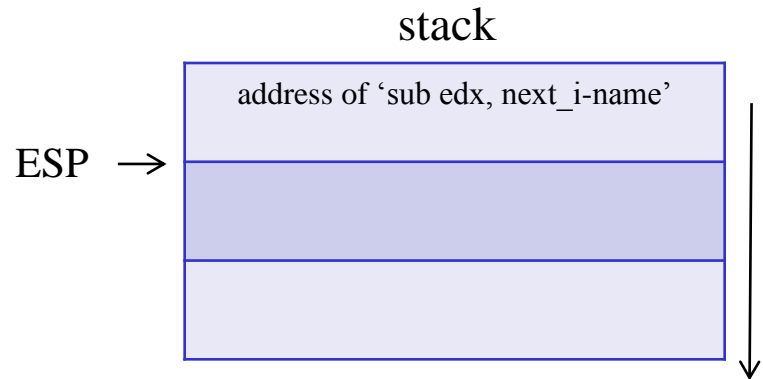 stack
address of ‘sub edx, next_i-name’
ESP